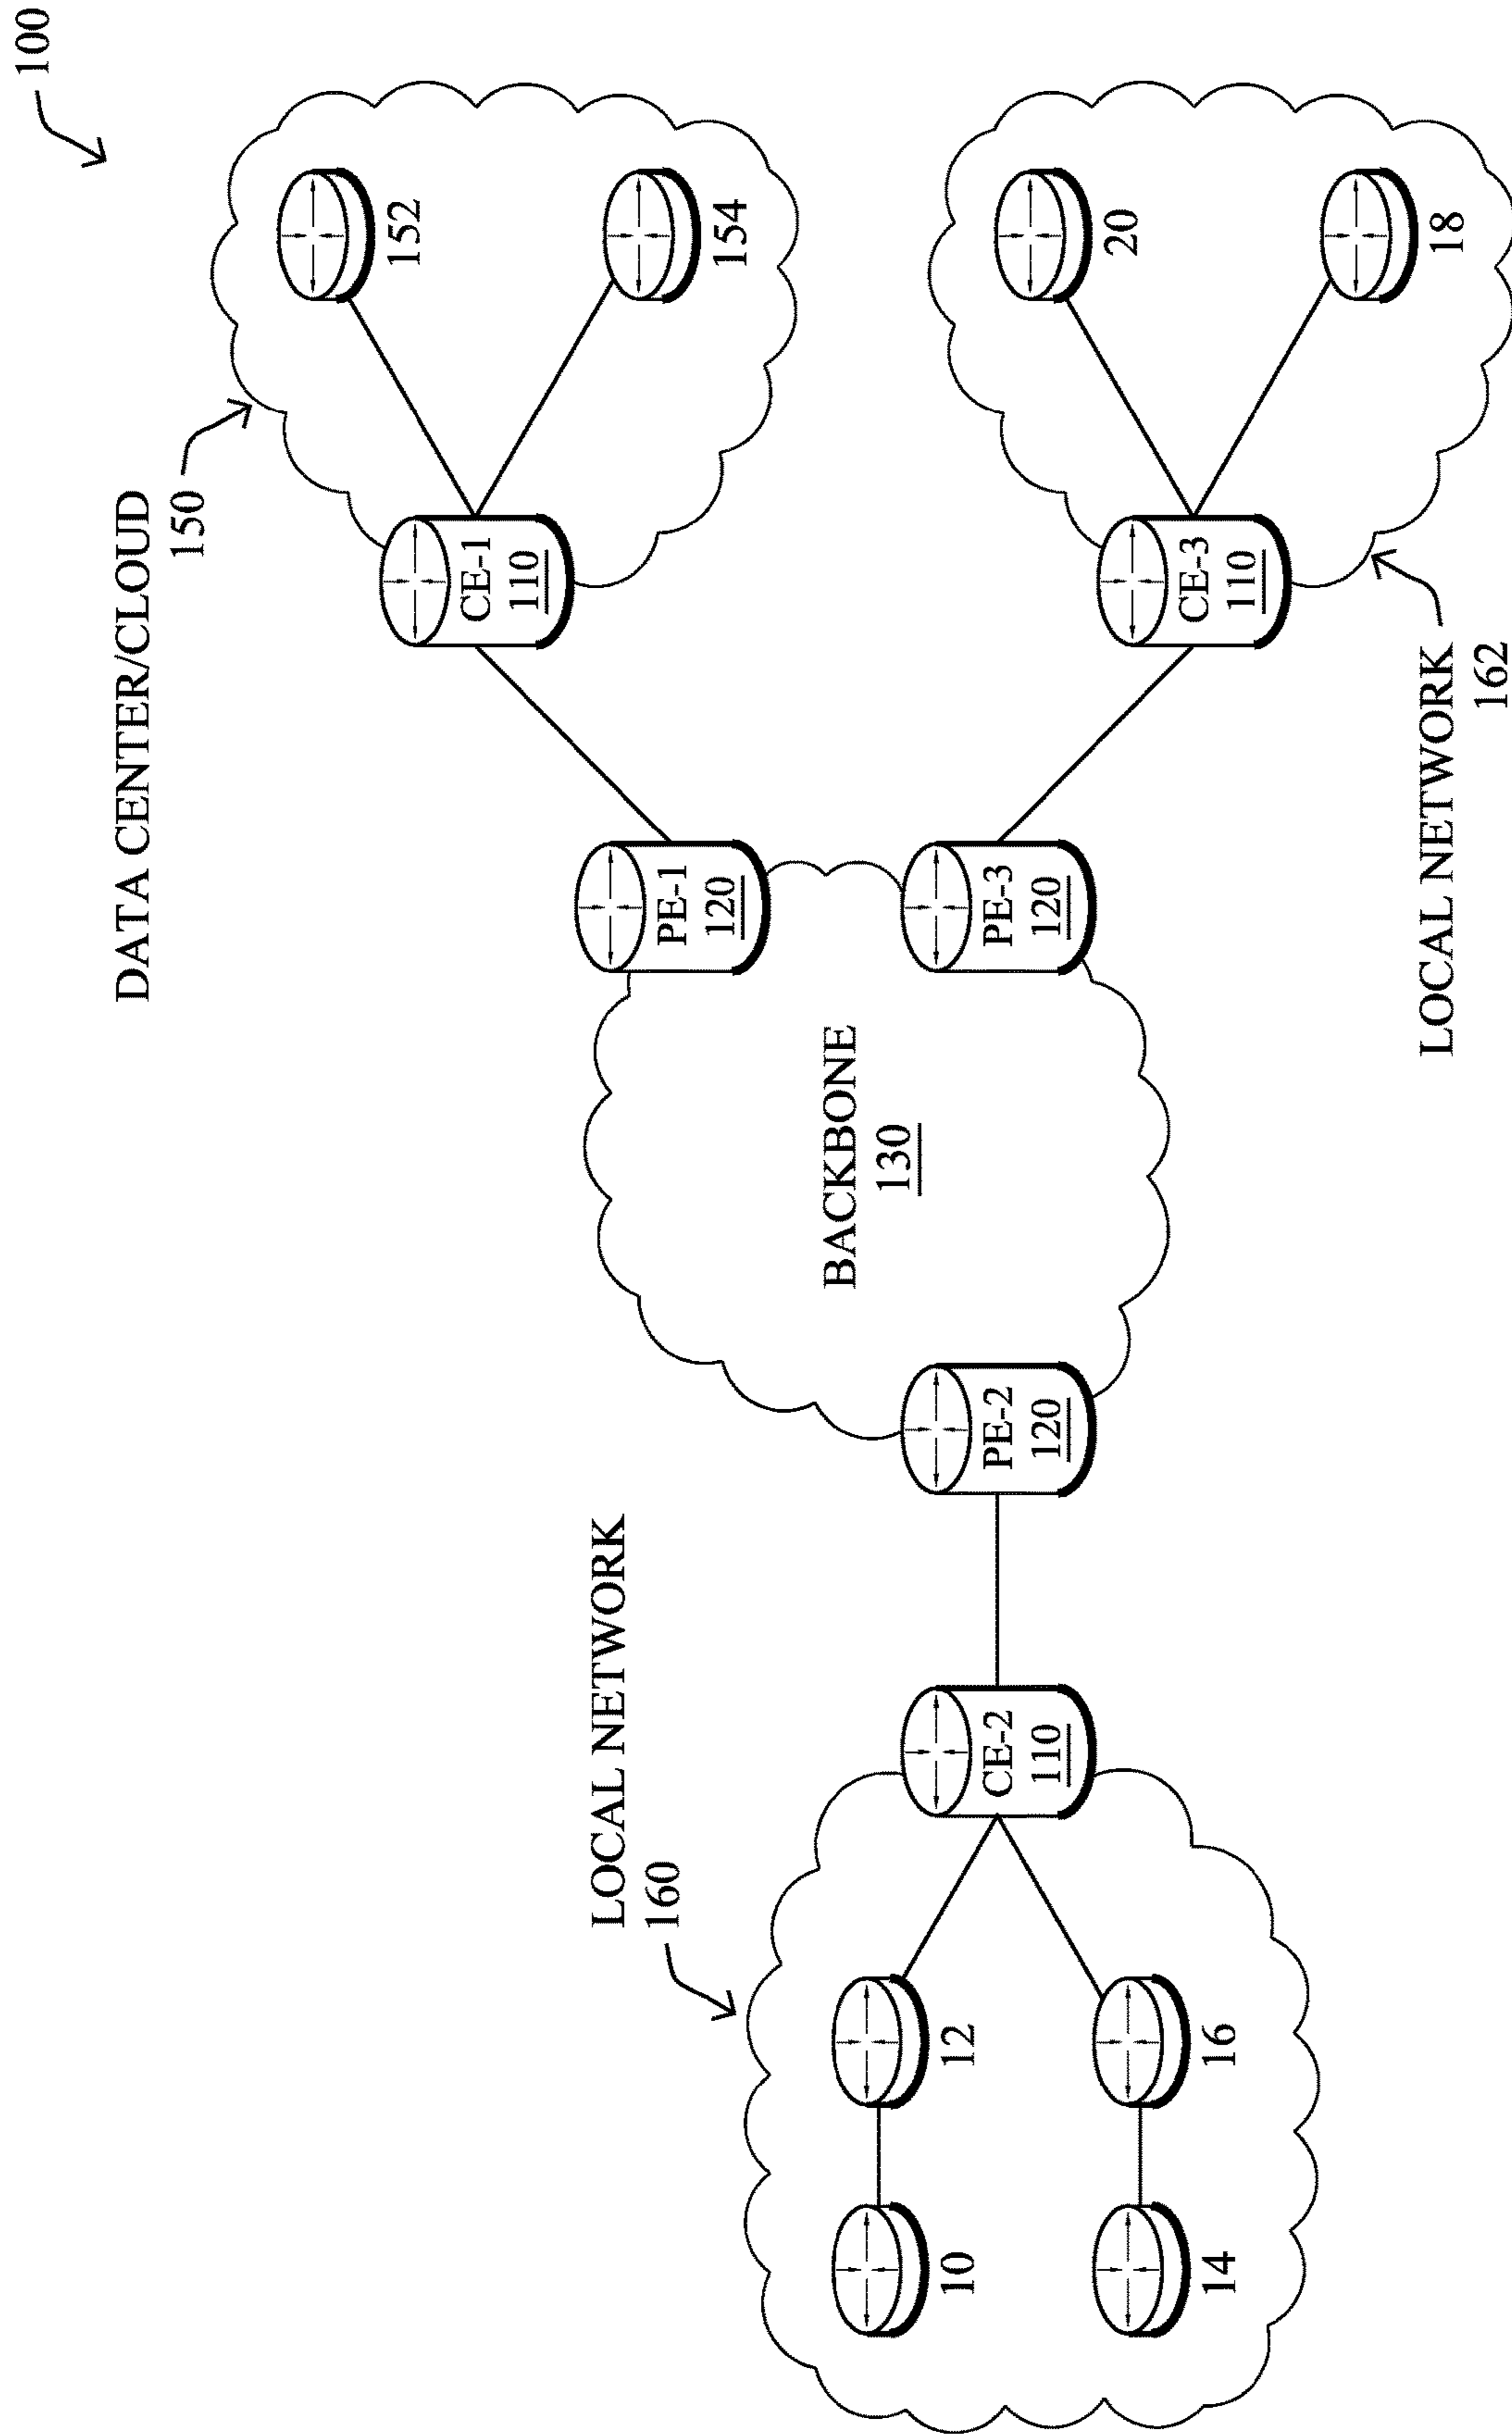 100
DATA CENTER/CLOUD
150
152
CE-1
110
LOCAL NETWORK
160
PE-1
120
154
BACKBONE
130
10
12
CE-2
110
PE-2
120
PE-3
120
20
CE-3
110
14
16
18
LOCAL NETWORK
162